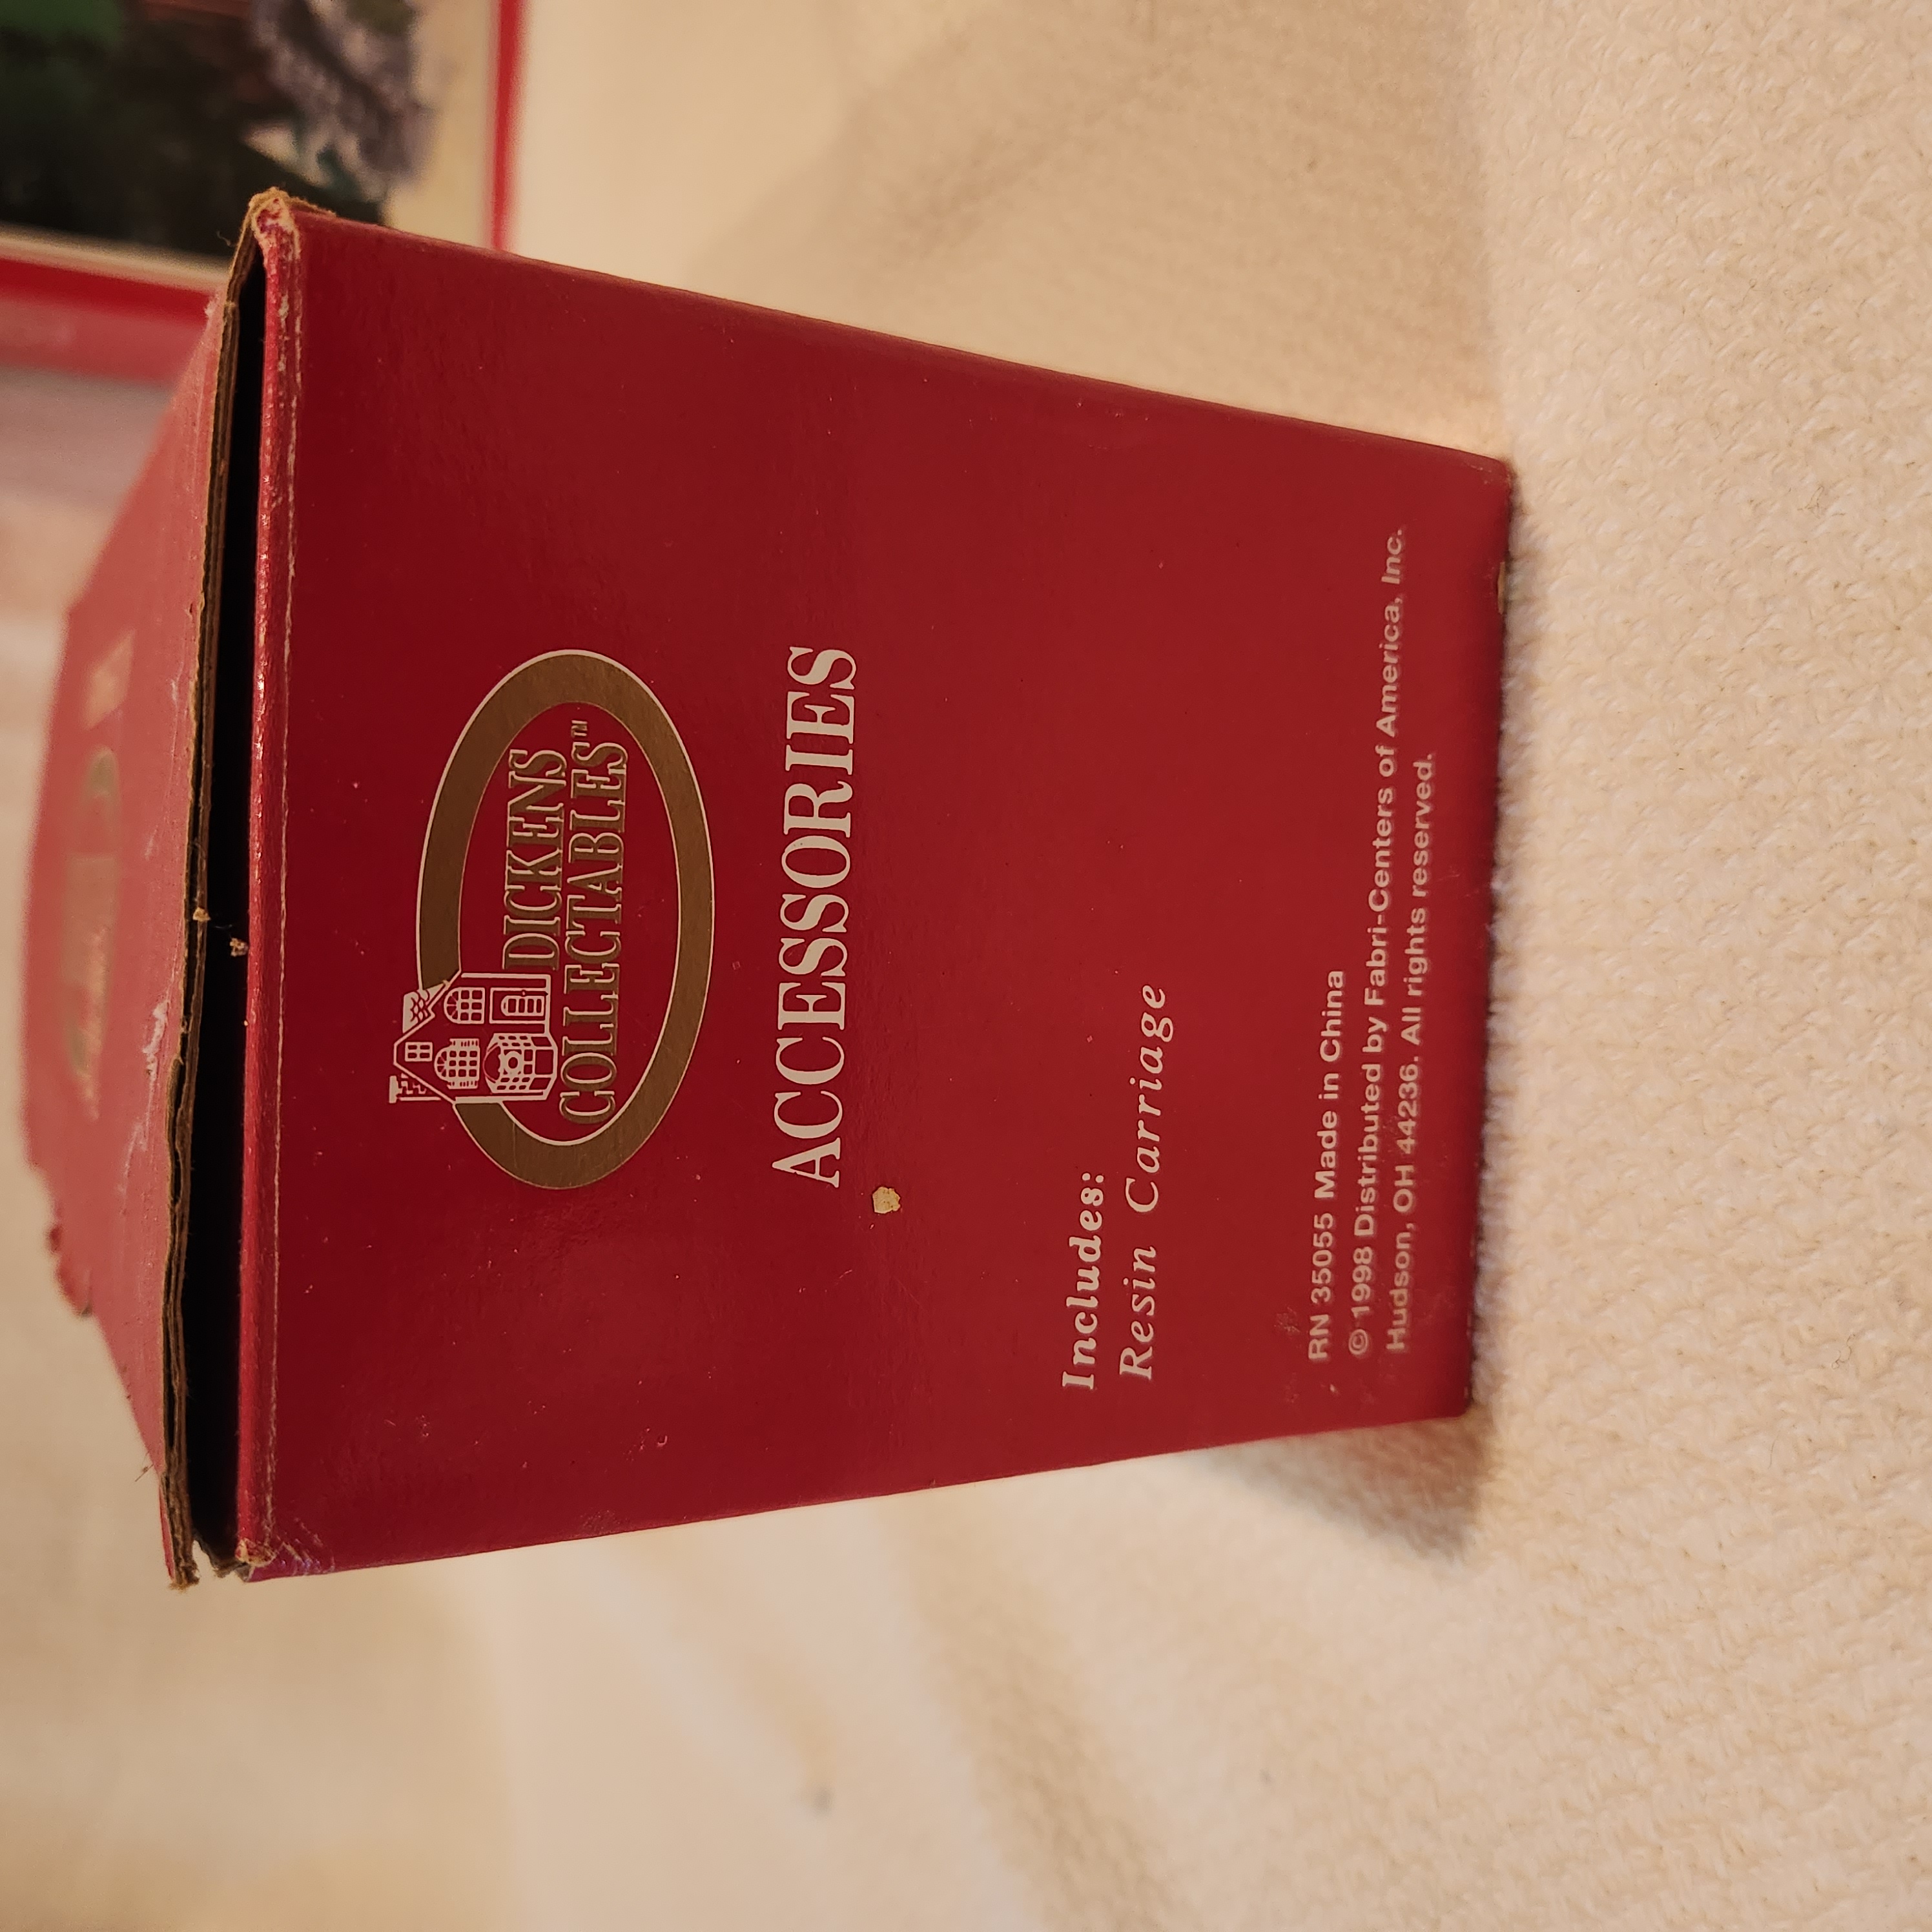 DICKENS
COLLECTABLES™
ACCESSORIES
Includes:
Resin Carriage
RN 35055 Made in China
© 1998 Distributed by Fabri-Centers of America, Inc.
Hudson, OH 44236. All rights reserved.